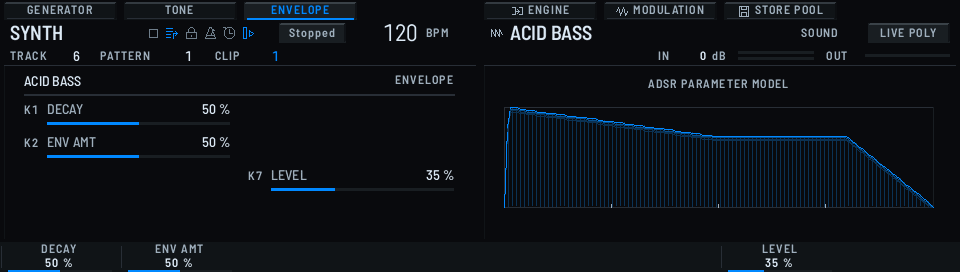 GENERATOR TONE ENVELOPE ENGINE MODULATION STORE POOL
SYNTH Stopped 120 BPM ACID BASS SOUND LIVE POLY
TRACK 6 PATTERN 1 CLIP 1 IN 0 dB OUT
ACID BASS ENVELOPE ADSR PARAMETER MODEL
K1 DECAY 50 %
K2 ENV AMT 50 %
K7 LEVEL 35 %
DECAY ENV AMT LEVEL
50 % 50 % 35 %